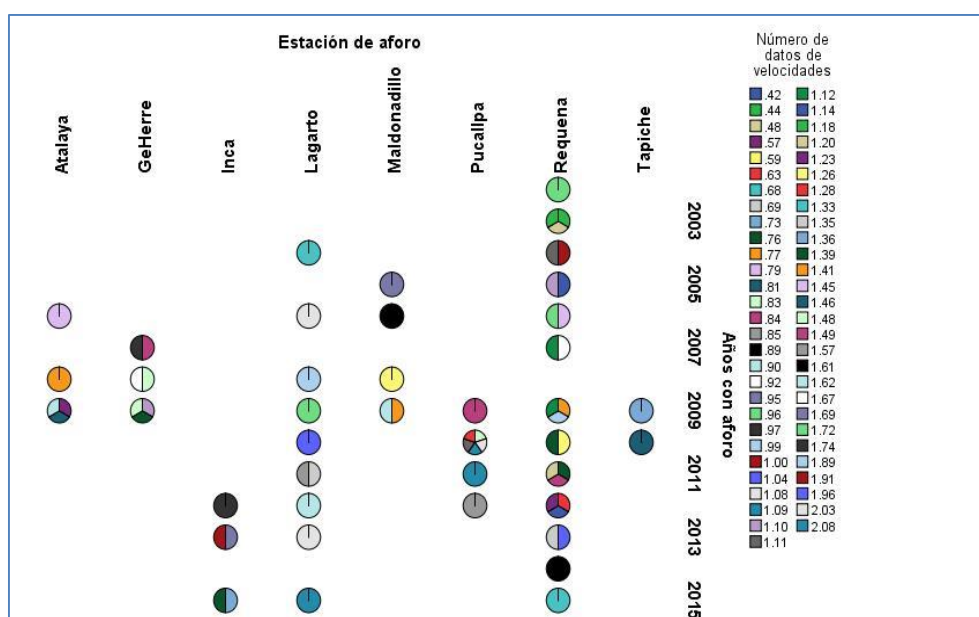 Estación de aforo
Número de
datos de
velocidades
Atalaya
GeHerre
Inca
Lagarto
Maldonadillo
Pucallpa
Requena
Tapiche
2003
2005
2007
2009
2011
2013
2015
Años con aforo
.42 1.12
.44 1.14
.48 1.18
.57 1.20
.59 1.23
.63 1.26
.68 1.28
.69 1.33
.73 1.35
.76 1.36
.77 1.39
.79 1.41
.81 1.45
.83 1.46
.84 1.48
.85 1.49
.89 1.57
.90 1.61
.92 1.62
.95 1.67
.96 1.69
.97 1.72
.99 1.74
1.00 1.89
1.04 1.91
1.08 1.96
1.09 2.03
1.10 2.08
1.11